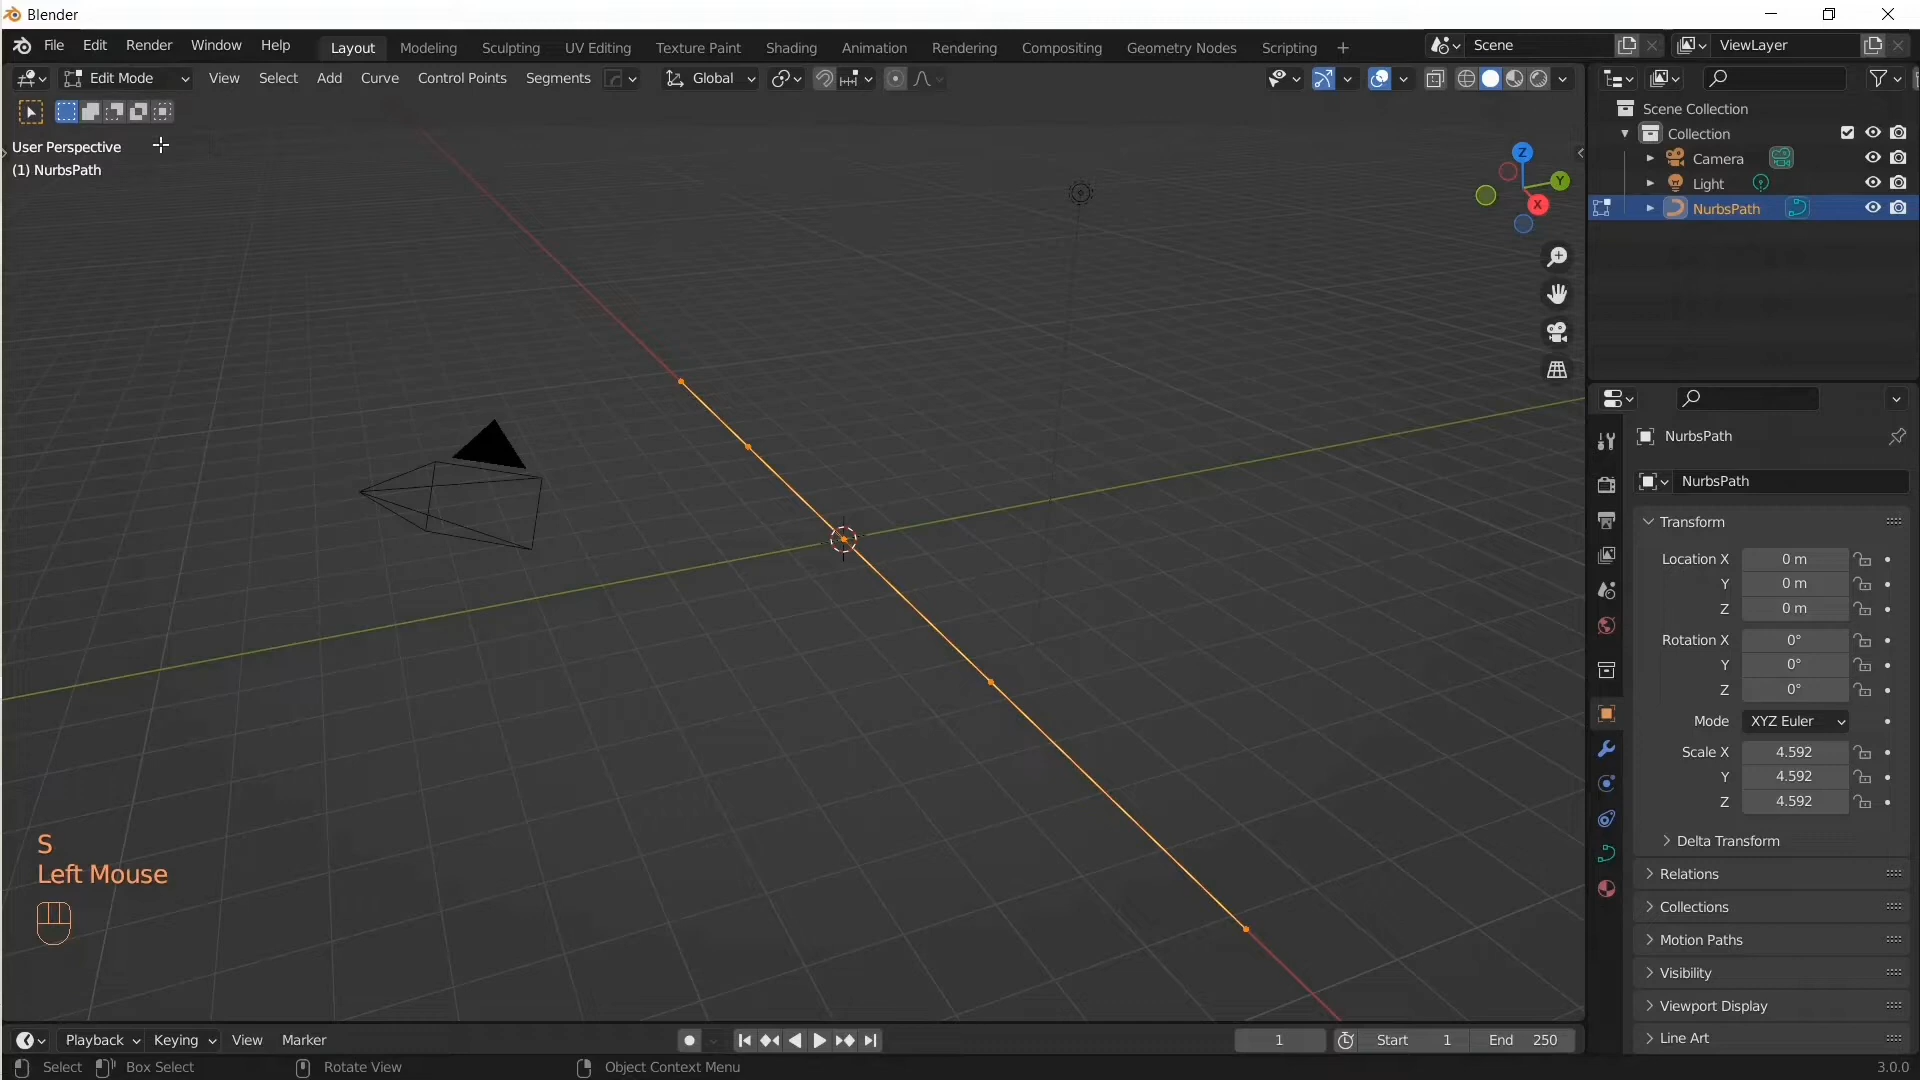 Blender
File Edit Render Window Help Layout Modeling Sculpting UV Editing Texture Paint Shading Animation Rendering Compositing Geometry Nodes Scripting + Scene ViewLayer
Edit Mode View Select Add Curve Control Points Segments Global
User Perspective
(1) NurbsPath
Z
Y
X
Scene Collection
Collection
Camera
Light
NurbsPath
NurbsPath
NurbsPath
Transform
Location X 0 m
Y 0 m
Z 0 m
Rotation X 0°
Y 0°
Z 0°
Mode XYZ Euler
Scale X 4.592
Y 4.592
Z 4.592
Delta Transform
Relations
Collections
Motion Paths
Visibility
Viewport Display
Line Art
S
Left Mouse
Playback Keying View Marker 1 Start 1 End 250
Select Box Select Rotate View Object Context Menu 3.0.0